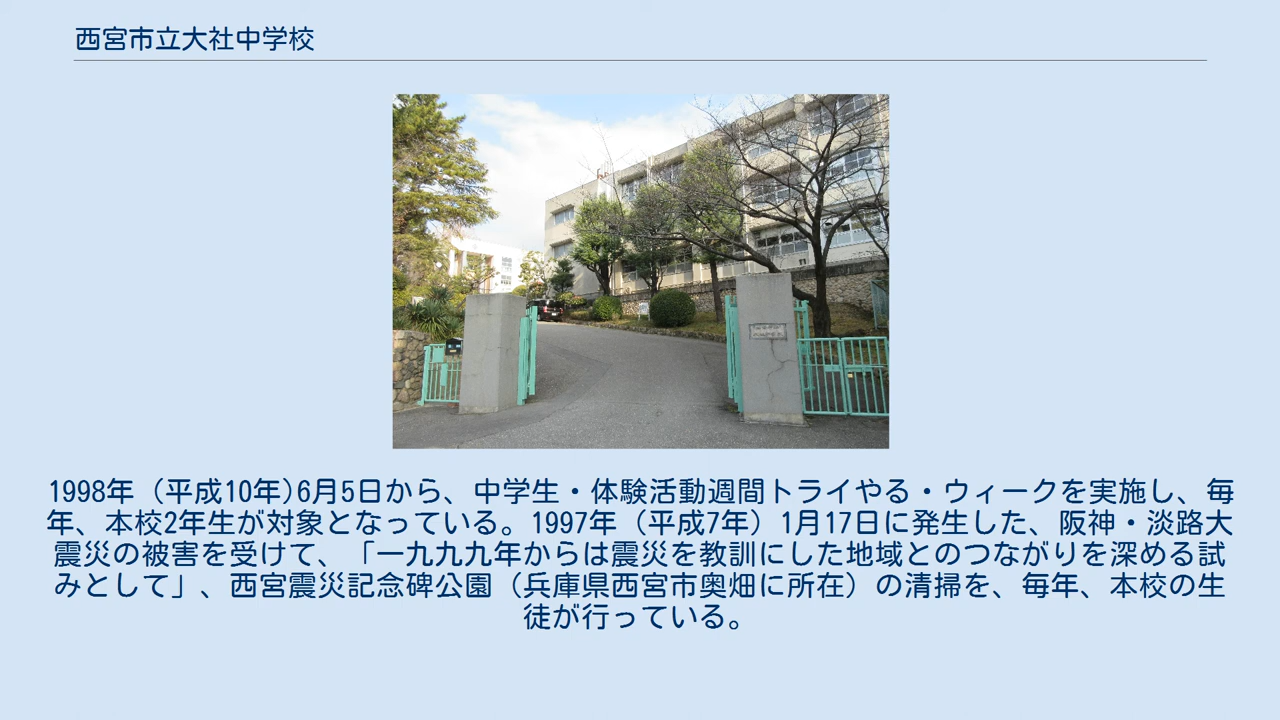 西宮市立大社中学校
1998年（平成10年)6月5日から、中学生・体験活動週間トライやる・ウィークを実施し、毎
年、本校2年生が対象となっている。1997年（平成7年）1月17日に発生した、阪神・淡路大
震災の被害を受けて、「一九九九年からは震災を教訓にした地域とのつながりを深める試
みとして」、西宮震災記念碑公園（兵庫県西宮市奥畑に所在）の清掃を、毎年、本校の生
徒が行っている。